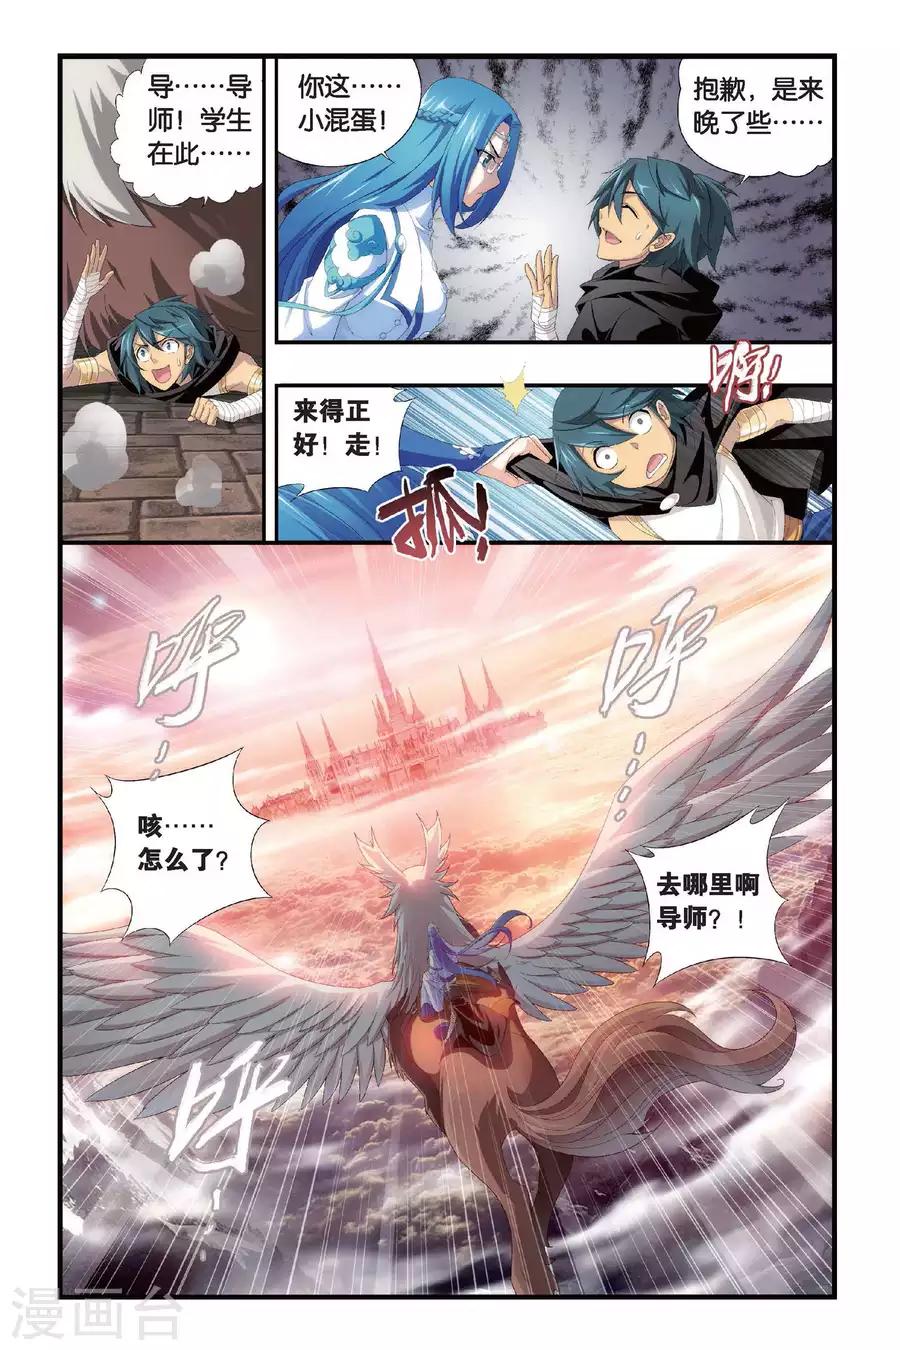 导……导
师！学生
在此……
你这……
小混蛋！
抱歉，是来
晚了些……
啊！
来得正
好！走！
抓！
呼…
呼…
咳……
怎么了？
去哪里啊
导师？！
呼…
漫画台